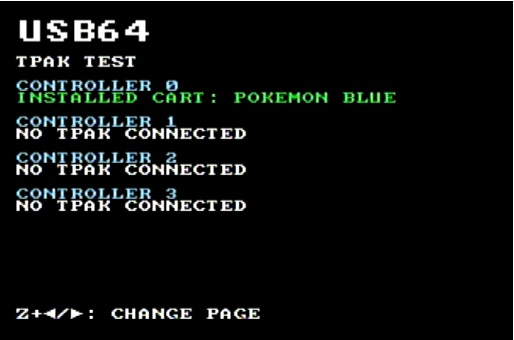 USB64
TPAK TEST
CONTROLLER 0
INSTALLED CART: POKEMON BLUE
CONTROLLER 1
NO TPAK CONNECTED
CONTROLLER 2
NO TPAK CONNECTED
CONTROLLER 3
NO TPAK CONNECTED
Z+◄/►: CHANGE PAGE